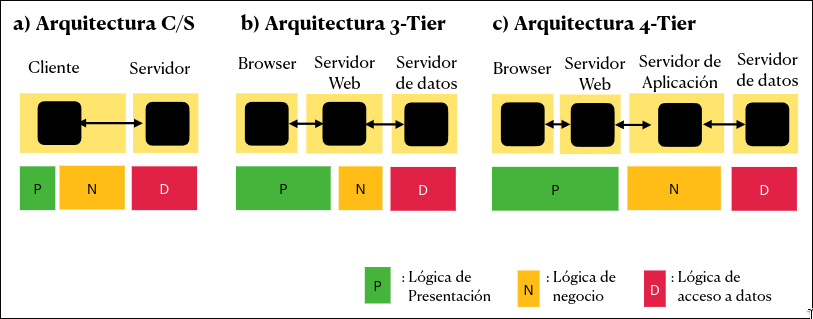 a) Arquitectura C/S
b) Arquitectura 3-Tier
c) Arquitectura 4-Tier
Cliente
Servidor
Browser
Servidor
Web
Servidor
de datos
Browser
Servidor
Web
Servidor de
Aplicación
Servidor
de datos
P
N
D
P
N
D
P
N
D
P
: Lógica de
Presentación
N
: Lógica de
negocio
D
: Lógica de
acceso a datos